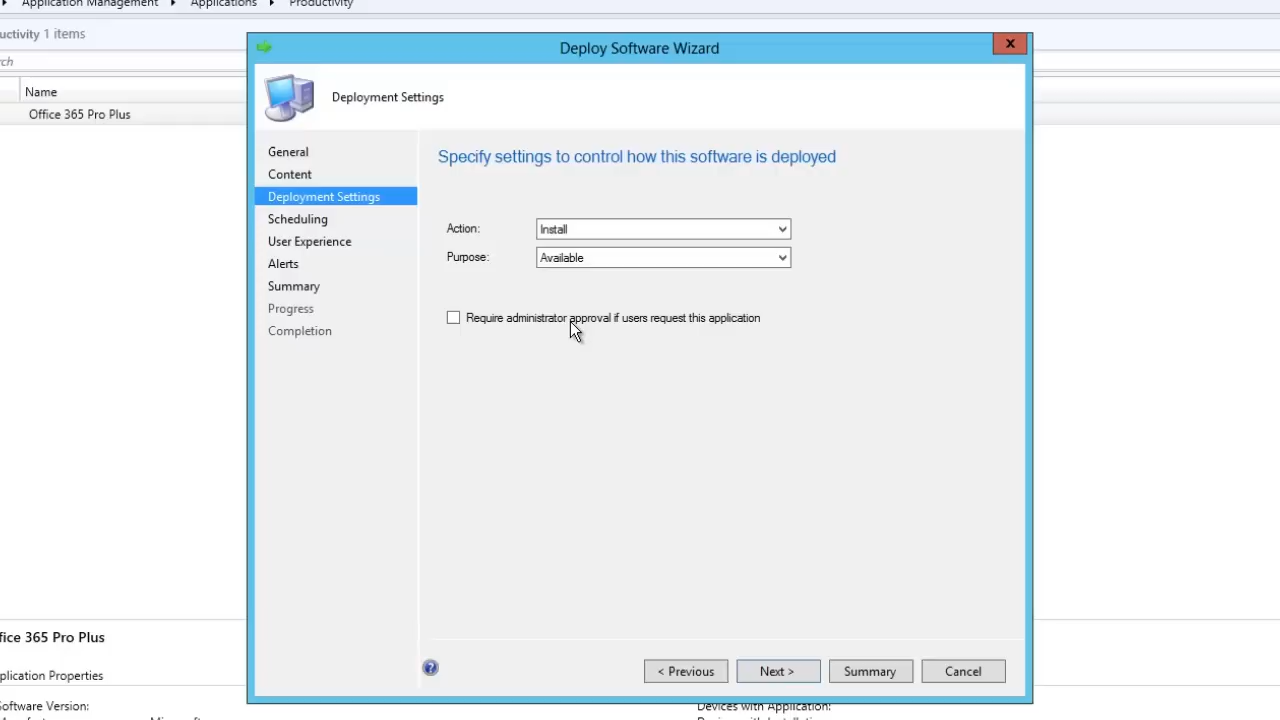 Application Management Applications Productivity
uctivity 1 items
ch
Name
Office 365 Pro Plus
Deploy Software Wizard
x
Deployment Settings
General
Content
Deployment Settings
Scheduling
User Experience
Alerts
Summary
Progress
Completion
Specify settings to control how this software is deployed
Action: Install
Purpose: Available
Require administrator approval if users request this application
?
< Previous Next > Summary Cancel
fice 365 Pro Plus
plication Properties
Software Version:
Devices with Application: